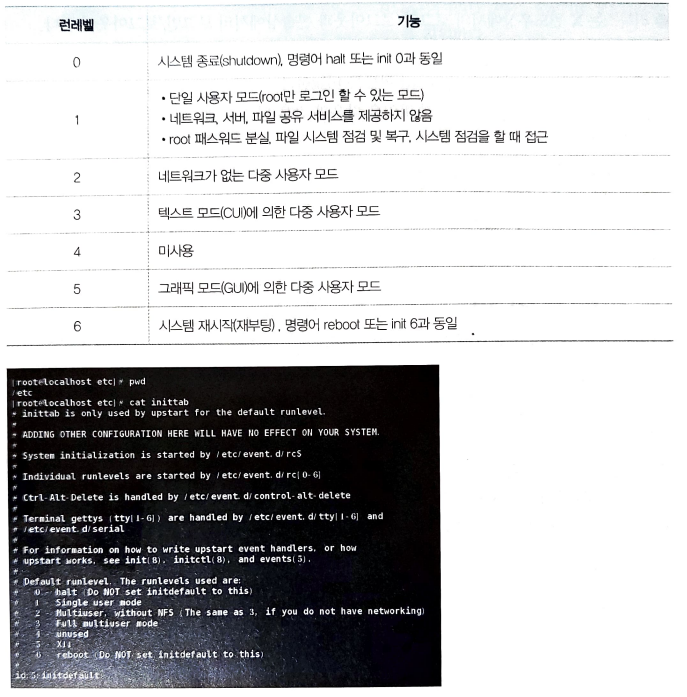 런레벨 기능
0 시스템 종료(shutdown), 명령어 halt 또는 init 0과 동일
1 • 단일 사용자 모드(root만 로그인 할 수 있는 모드)
• 네트워크, 서버, 파일 공유 서비스를 제공하지 않음
• root 패스워드 분실, 파일 시스템 점검 및 복구, 시스템 점검을 할 때 접근
2 네트워크가 없는 다중 사용자 모드
3 텍스트 모드(CUI)에 의한 다중 사용자 모드
4 미사용
5 그래픽 모드(GUI)에 의한 다중 사용자 모드
6 시스템 재시작(재부팅), 명령어 reboot 또는 init 6과 동일
[root@localhost etc]# pwd
/etc
[root@localhost etc]# cat inittab
# inittab is only used by upstart for the default runlevel.
#
# ADDING OTHER CONFIGURATION HERE WILL HAVE NO EFFECT ON YOUR SYSTEM.
#
# System initialization is started by /etc/event.d/rcS
#
# Individual runlevels are started by /etc/event.d/rc[0-6]
#
# Ctrl-Alt-Delete is handled by /etc/event.d/control-alt-delete
#
# Terminal gettys (tty[1-6]) are handled by /etc/event.d/tty[1-6] and
# /etc/event.d/serial
#
# For information on how to write upstart event handlers, or how
# upstart works, see init(8), initctl(8), and events(5).
#
# Default runlevel. The runlevels used are:
# 0 - halt (Do NOT set initdefault to this)
# 1 - Single user mode
# 2 - Multiuser, without NFS (The same as 3, if you do not have networking)
# 3 - Full multiuser mode
# 4 - unused
# 5 - X11
# 6 - reboot (Do NOT set initdefault to this)
#
id:5:initdefault: